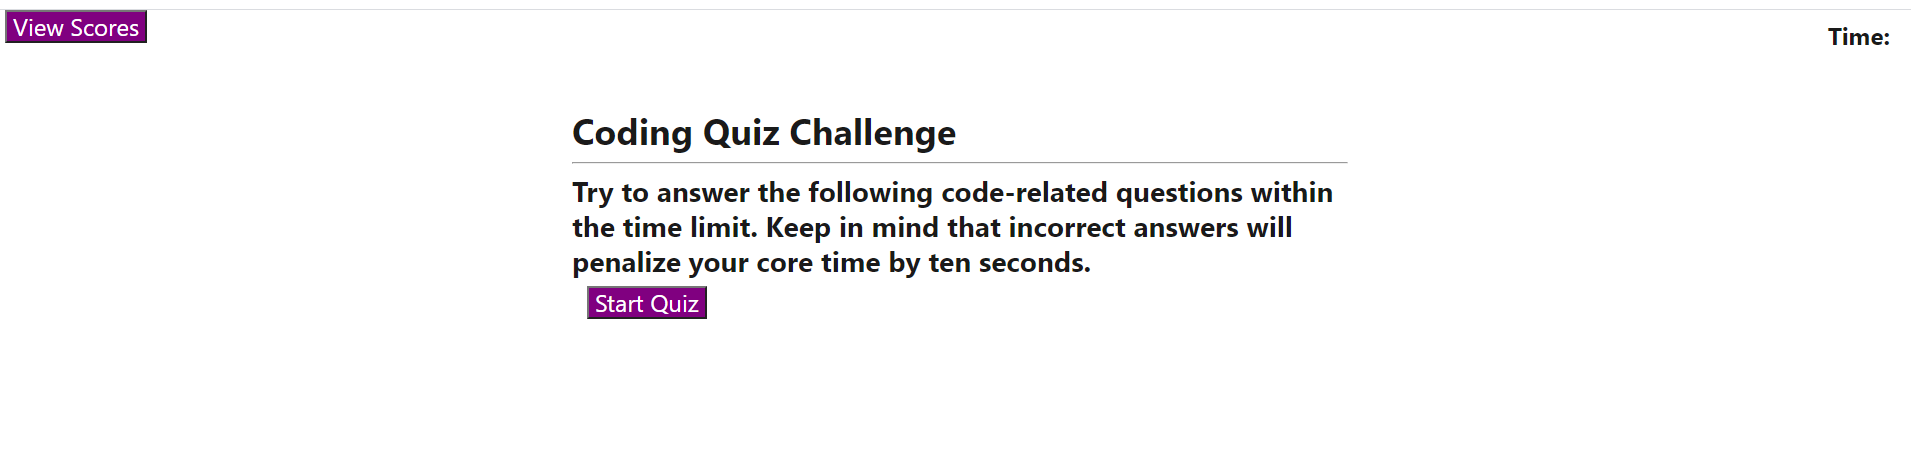 View Scores
Time:
Coding Quiz Challenge
Try to answer the following code-related questions within
the time limit. Keep in mind that incorrect answers will
penalize your core time by ten seconds.
Start Quiz